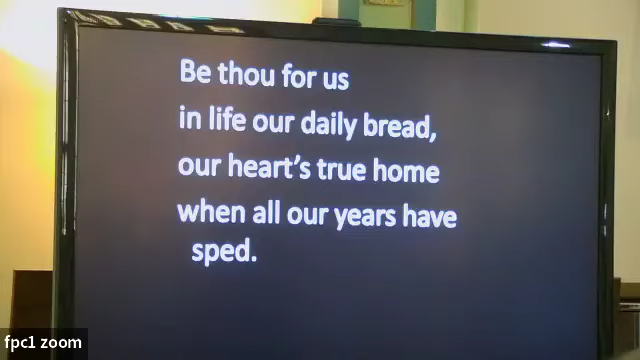 Be thou for us
in life our daily bread,
our heart's true home
when all our years have
sped.
fpc1 zoom